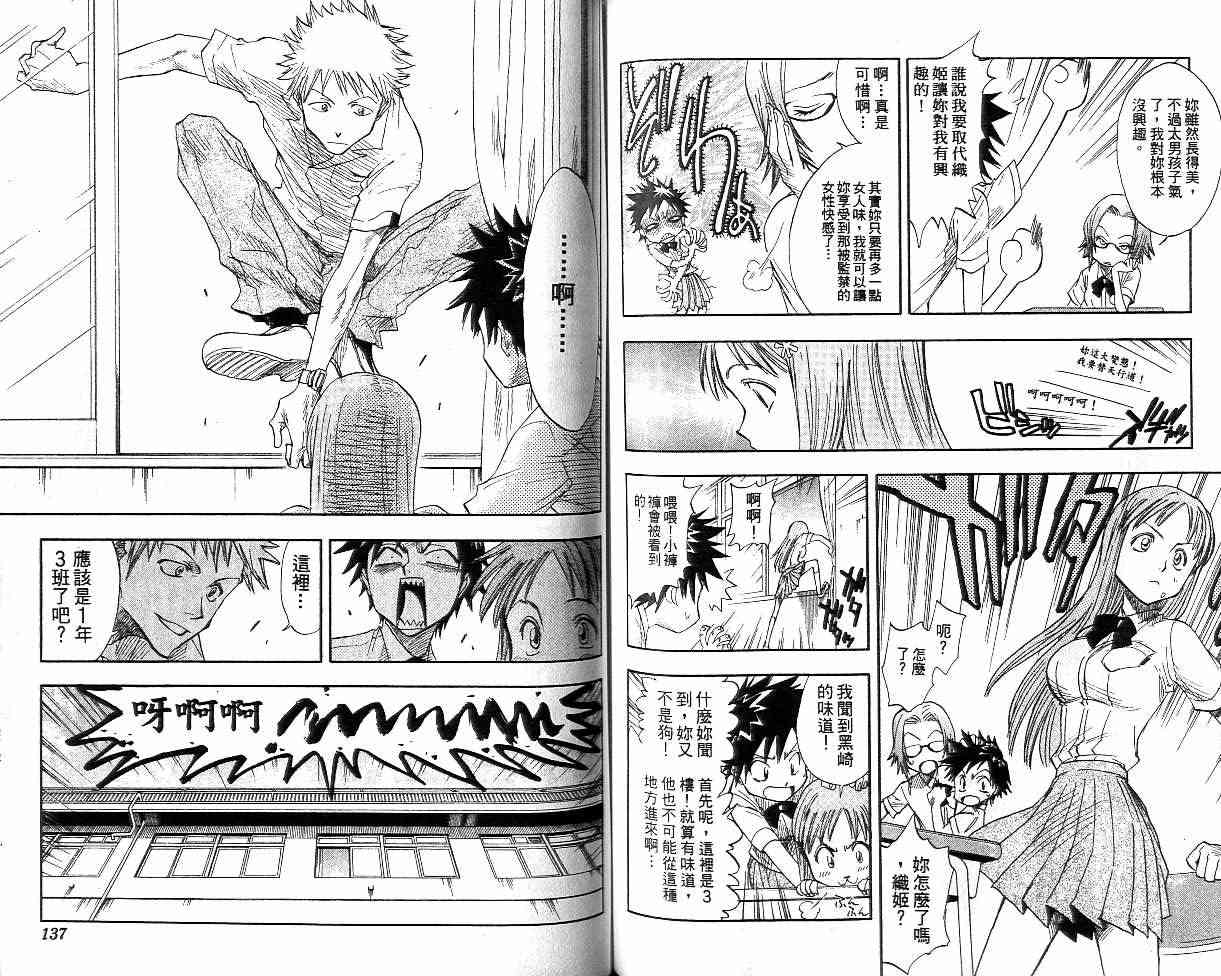 妳雖然長得美，
不過太男孩子氣
了，我對妳根本
沒興趣。
誰說我要取代織
姬讓妳對我有興
趣的！
啊…真是
可惜啊…
其實妳只要再多一點
女人味，我就可以讓
妳享受到那被監禁的
女性快感了…
妳這大變態！
我要替天行道！
呵呵呵呵呵！
呃？
怎麼
了？
妳怎麼了嗎
，織姬？
啊啊！
喂喂！小褲
褲會被看到
的！
我聞到黑崎
的味道！
什麼妳聞
到，妳又
不是狗！
首先呢，這裡是3
樓！就算有味道，
他也不可能從這種
地方進來啊…
ふん
ふん
……啊……
這裡…
應該是1年
3班了吧？
呀啊啊
137